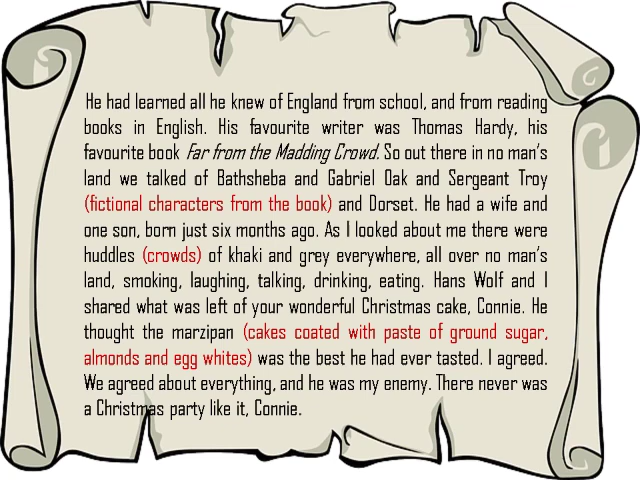 He had learned all he knew of England from school, and from reading
books in English. His favourite writer was Thomas Hardy, his
favourite book Far from the Madding Crowd. So out there in no man's
land we talked of Bathsheba and Gabriel Oak and Sergeant Troy
(fictional characters from the book) and Dorset. He had a wife and
one son, born just six months ago. As I looked about me there were
huddles (crowds) of khaki and grey everywhere, all over no man's
land, smoking, laughing, talking, drinking, eating. Hans Wolf and I
shared what was left of your wonderful Christmas cake, Connie. He
thought the marzipan (cakes coated with paste of ground sugar,
almonds and egg whites) was the best he had ever tasted. I agreed.
We agreed about everything, and he was my enemy. There never was
a Christmas party like it, Connie.